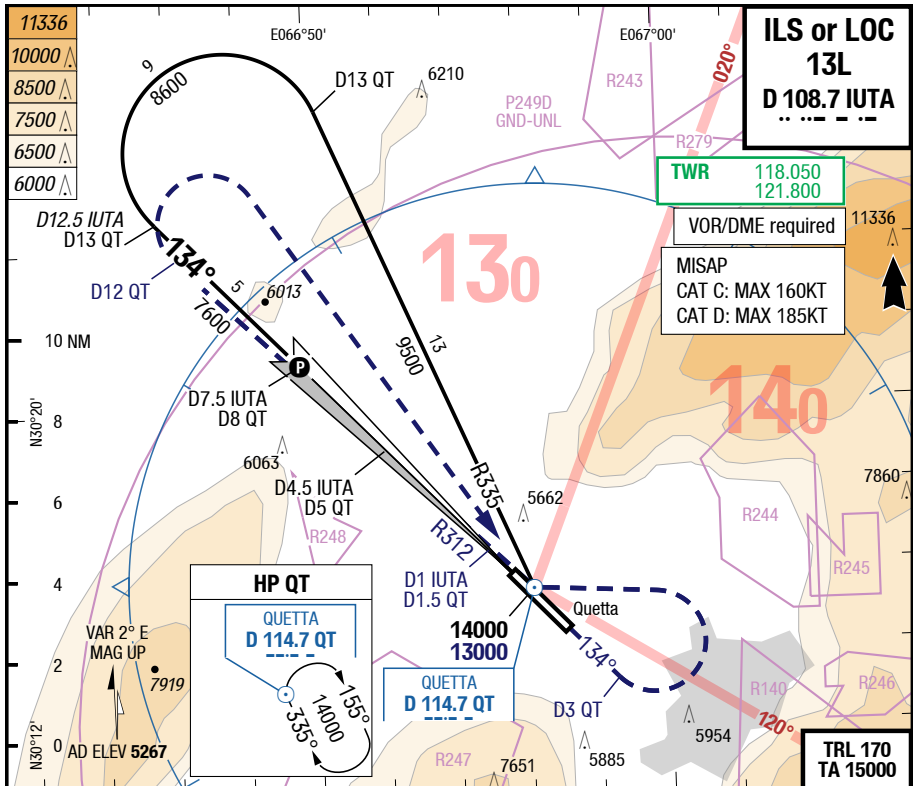 11336
10000
8500
7500
6500
6000
E066°50'
E067°00'
ILS or LOC
13L
D 108.7 IUTA
9
8600
D13 QT
6210
P249D
GND-UNL
R243
020°
R279
TWR 118.050
121.800
VOR/DME required
11336
MISAP
CAT C: MAX 160KT
CAT D: MAX 185KT
D12.5 IUTA
D13 QT
134°
D12 QT
5
7600
6013
130
13
9500
10 NM
P
D7.5 IUTA
D8 QT
140
8
N30°20'
6063
D4.5 IUTA
D5 QT
R335
5662
7860
6
R248
R312
R244
R245
4
D1 IUTA
D1.5 QT
HP QT
QUETTA
D 114.7 QT
155°
14000
335°
14000
13000
Quetta
134°
QUETTA
D 114.7 QT
D3 QT
VAR 2° E
MAG UP
2
7919
R140
R246
120°
N30°12'
0
AD ELEV 5267
R247
7651
5885
5954
TRL 170
TA 15000